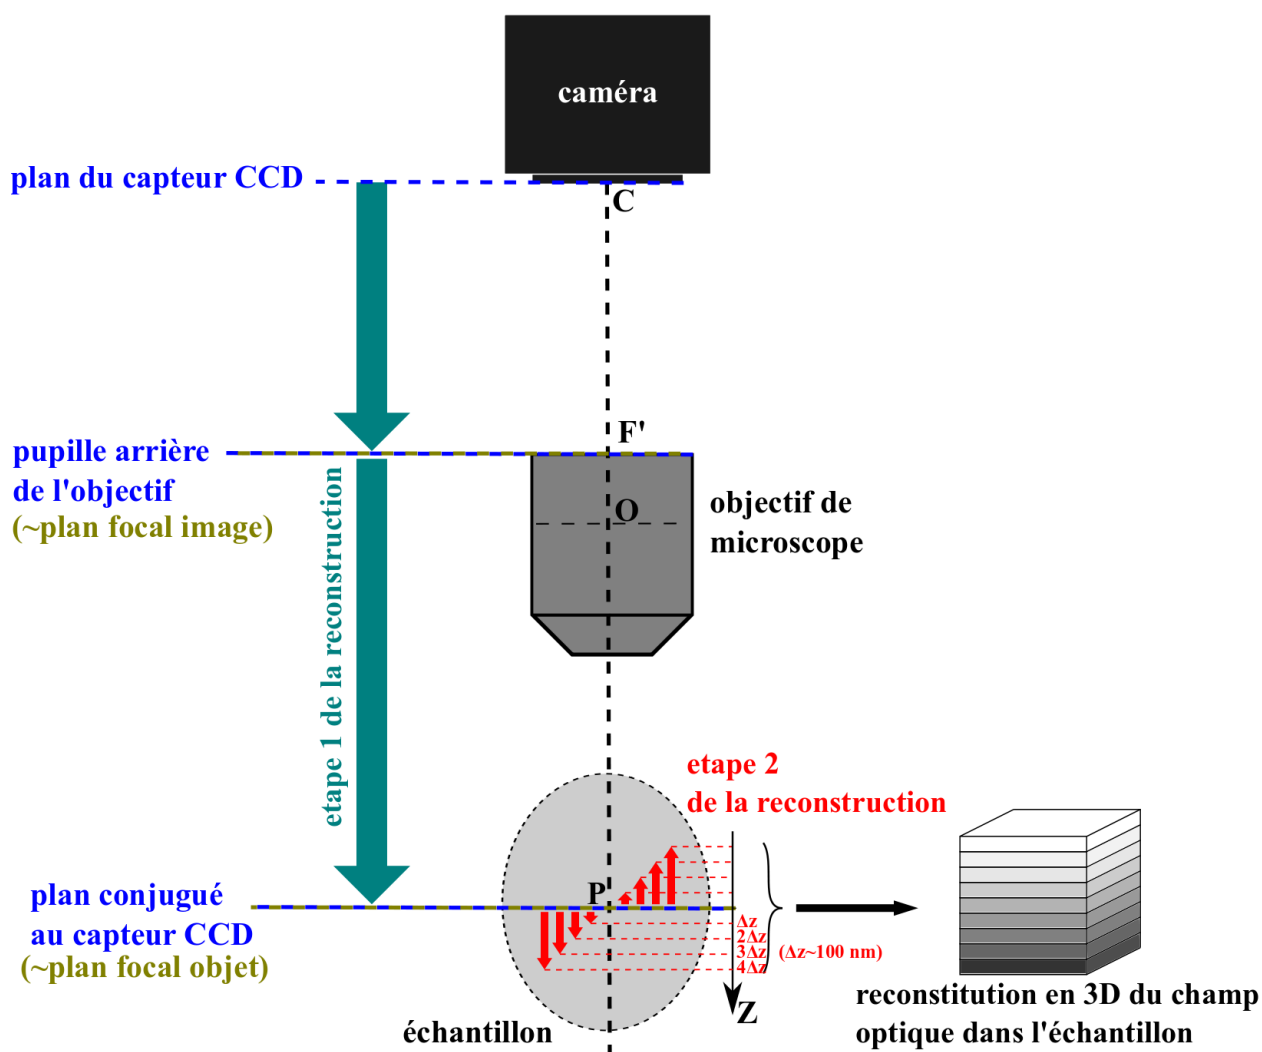 caméra
plan du capteur CCD
C
F'
pupille arrière
de l'objectif
(~plan focal image)
O
objectif de
microscope
etape 1 de la reconstruction
etape 2
de la reconstruction
P
plan conjugué
au capteur CCD
(~plan focal objet)
Δz
2Δz
3Δz (Δz~100 nm)
4Δz
Z
échantillon
reconstitution en 3D du champ
optique dans l'échantillon